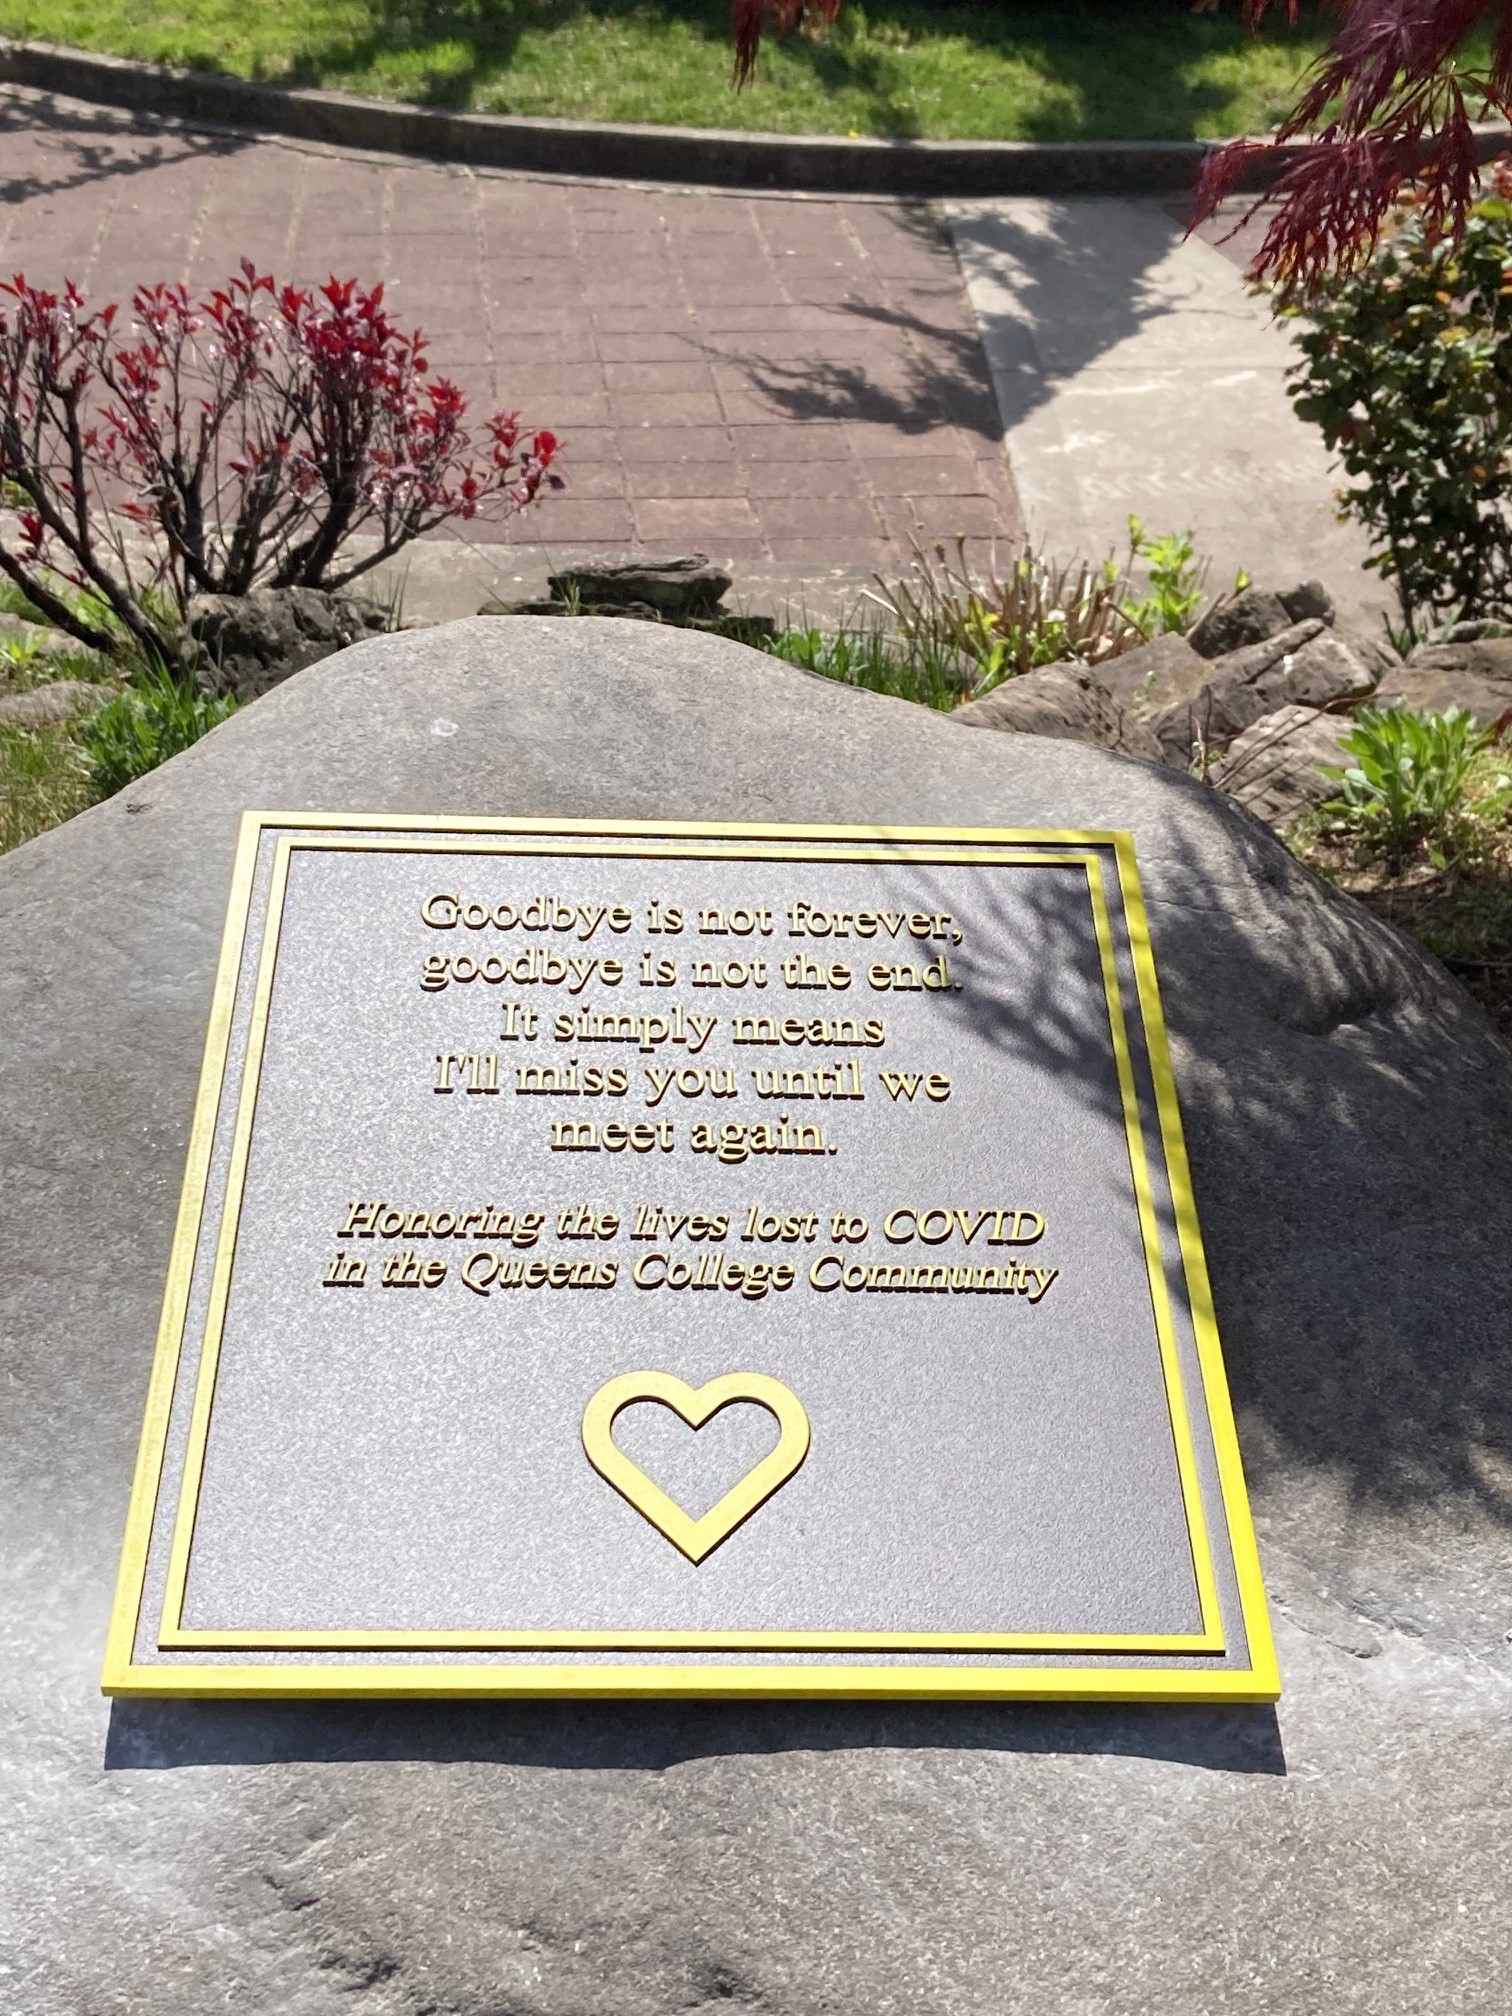 Goodbye is not forever,
goodbye is not the end.
It simply means
I'll miss you until we
meet again.
Honoring the lives lost to COVID
in the Queens College Community